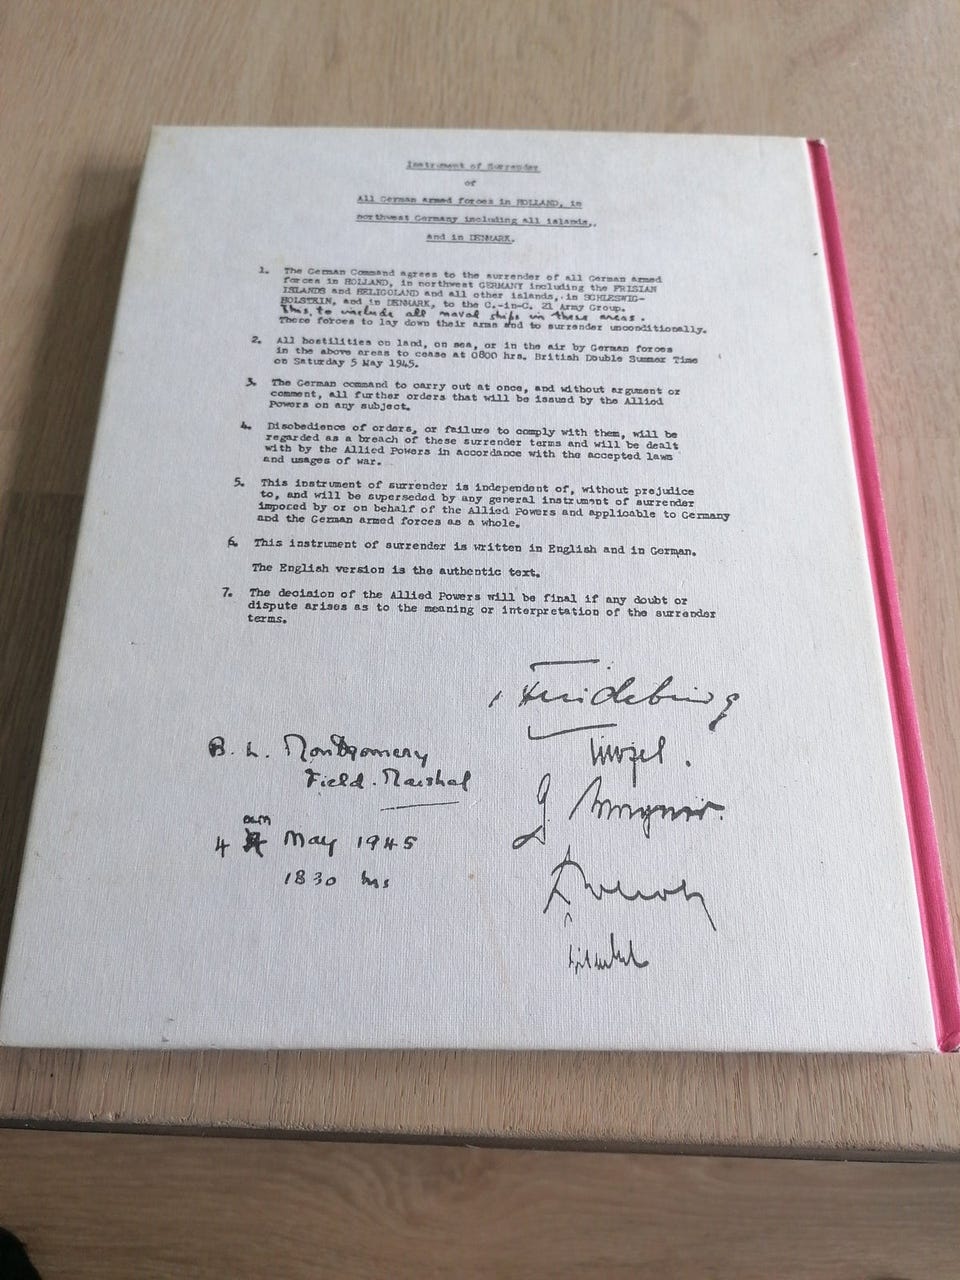 Instrument of Surrender
of
All German armed forces in HOLLAND, in
northwest Germany including all islands,
and in DENMARK.
1. The German Command agrees to the surrender of all German armed
forces in HOLLAND, in northwest GERMANY including the FRISIAN
ISLANDS and HELIGOLAND and all other islands, in SCHLESWIG-
HOLSTEIN, and in DENMARK, to the C.-in-C. 21 Army Group.
This to include all naval ships in these areas.
These forces to lay down their arms and to surrender unconditionally.
2. All hostilities on land, on sea, or in the air by German forces
in the above areas to cease at 0800 hrs. British Double Summer Time
on Saturday 5 May 1945.
3. The German command to carry out at once, and without argument or
comment, all further orders that will be issued by the Allied
Powers on any subject.
4. Disobedience of orders, or failure to comply with them, will be
regarded as a breach of these surrender terms and will be dealt
with by the Allied Powers in accordance with the accepted laws
and usages of war.
5. This instrument of surrender is independent of, without prejudice
to, and will be superseded by any general instrument of surrender
imposed by or on behalf of the Allied Powers and applicable to Germany
and the German armed forces as a whole.
6. This instrument of surrender is written in English and in German.
The English version is the authentic text.
7. The decision of the Allied Powers will be final if any doubt or
dispute arises as to the meaning or interpretation of the surrender
terms.
Friedeburg
Kinzel.
B. L. Montgomery
Field-Marshal
4 May 1945
1830 hrs